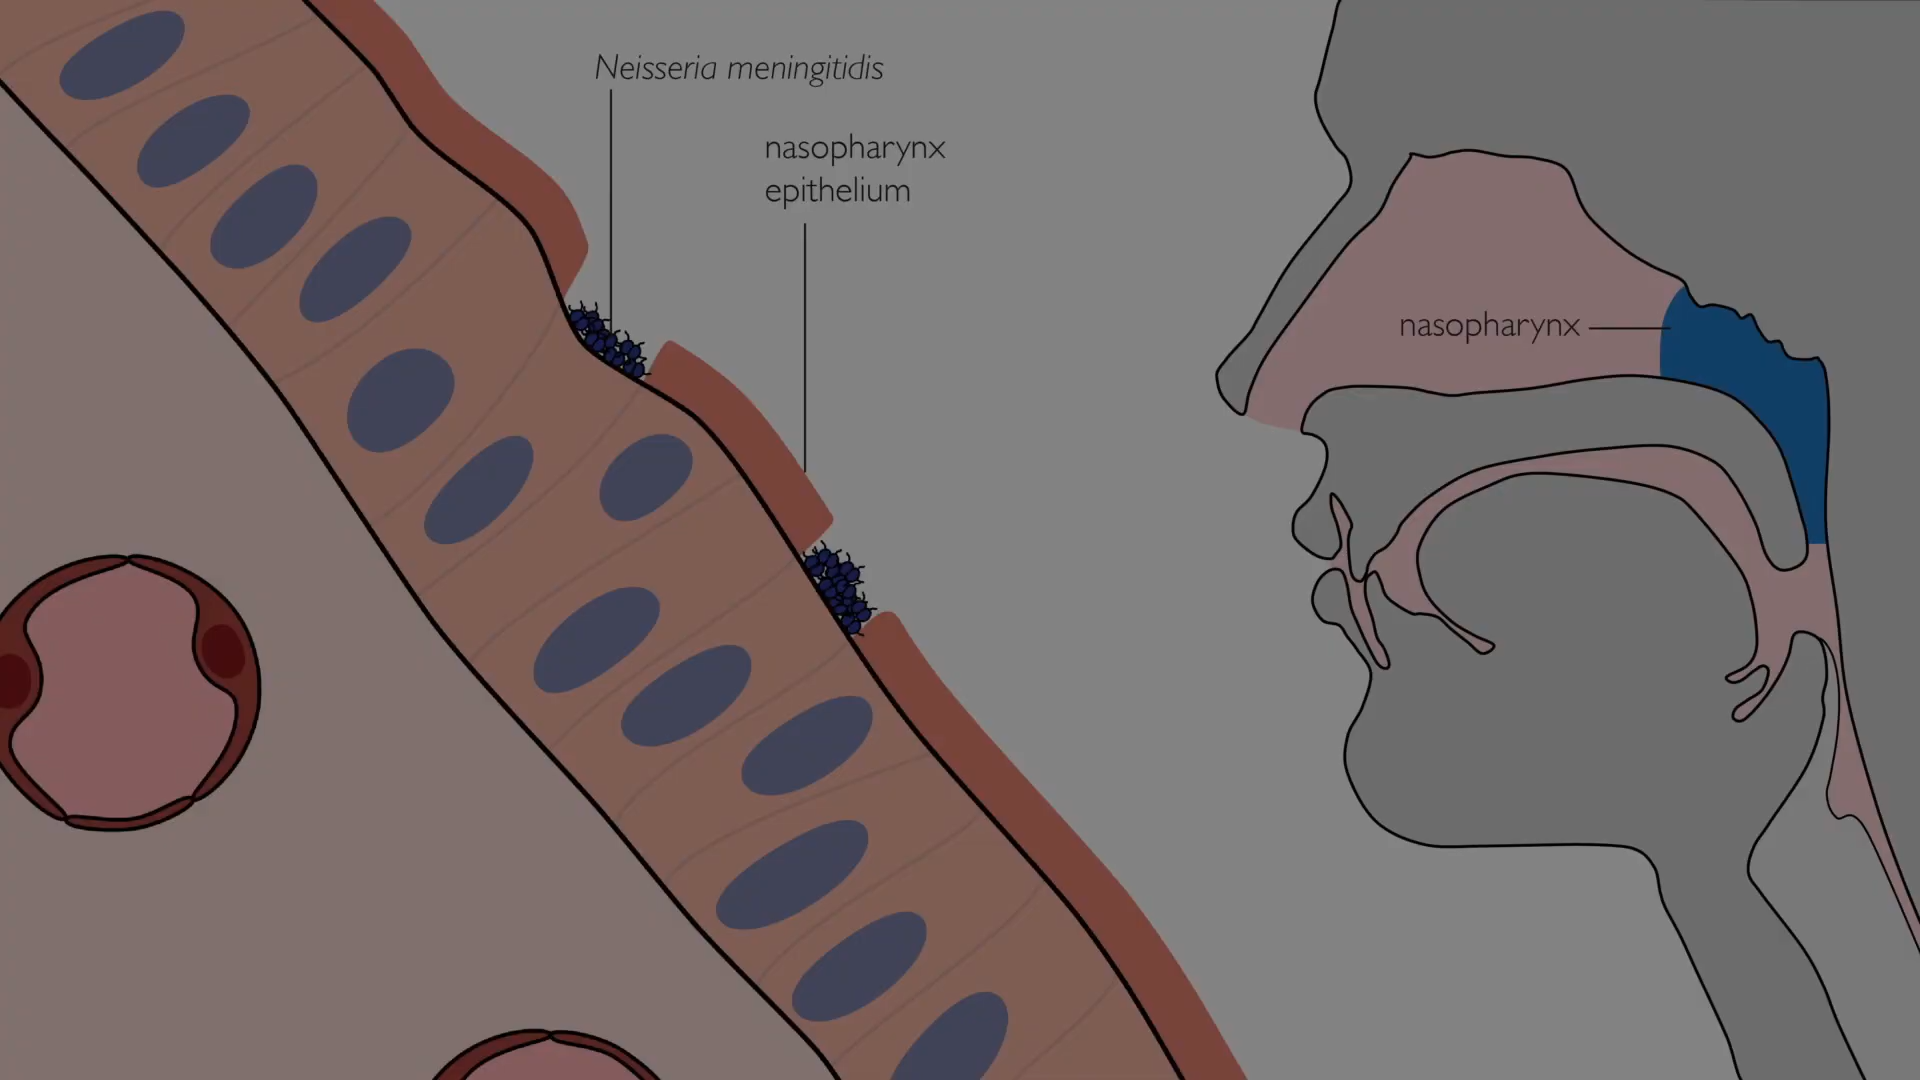 Neisseria meningitidis
nasopharynx
epithelium
nasopharynx